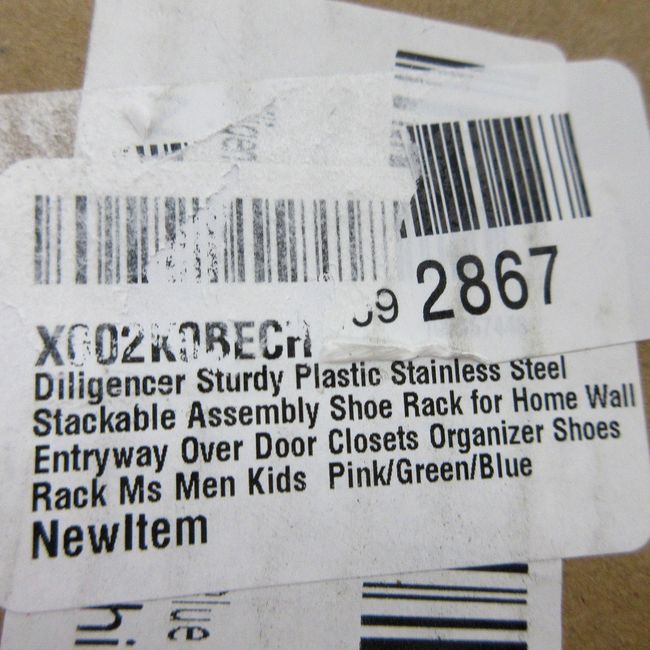 2867
X002K0BECH
Diligencer Sturdy Plastic Stainless Steel
Stackable Assembly Shoe Rack for Home Wall
Entryway Over Door Closets Organizer Shoes
Rack Ms Men Kids Pink/Green/Blue
NewItem